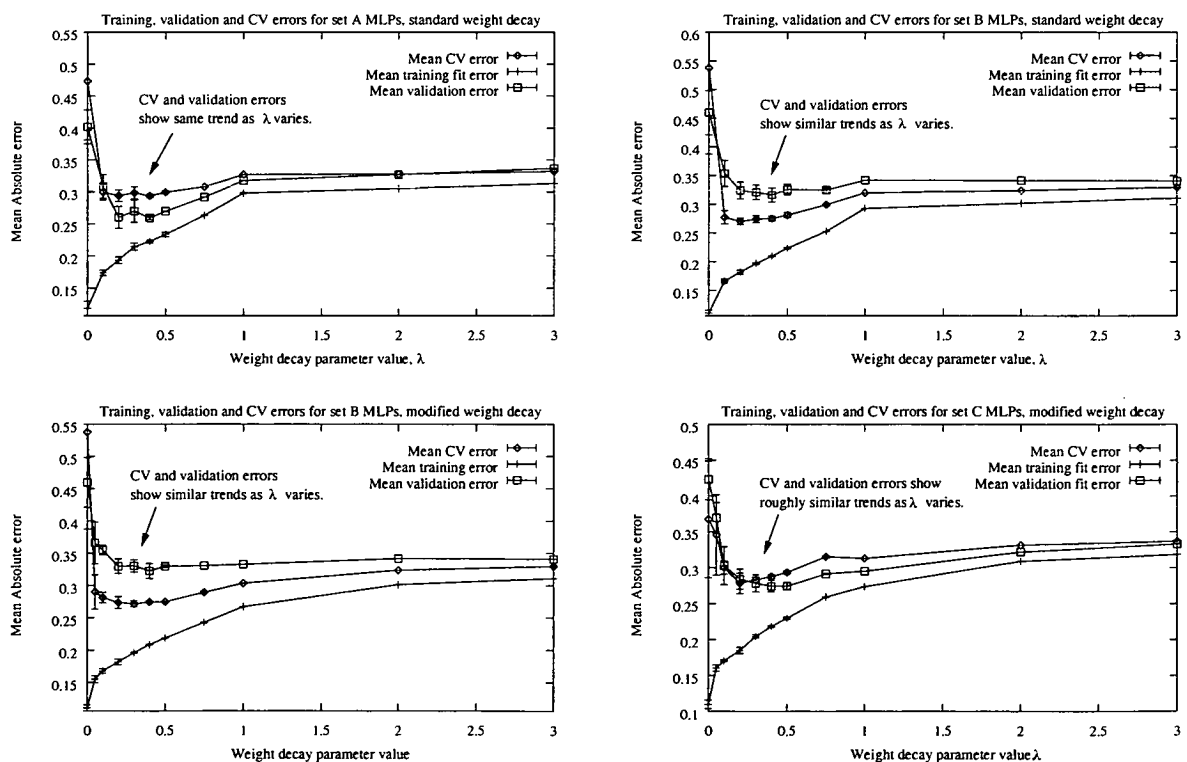 Training, validation and CV errors for set A MLPs, standard weight decay
0.55
0.5
0.45
0.4
0.35
0.3
0.25
0.2
0.15
Mean Absolute error
Mean CV error
Mean training fit error
Mean validation error
CV and validation errors
show same trend as λ varies.
0 0.5 1 1.5 2 2.5 3
Weight decay parameter value, λ
Training, validation and CV errors for set B MLPs, standard weight decay
0.6
0.55
0.5
0.45
0.4
0.35
0.3
0.25
0.2
0.15
Mean Absolute error
Mean CV error
Mean training fit error
Mean validation error
CV and validation errors
show similar trends as λ varies.
0 0.5 1 1.5 2 2.5 3
Weight decay parameter value, λ
Training, validation and CV errors for set B MLPs, modified weight decay
0.55
0.5
0.45
0.4
0.35
0.3
0.25
0.2
0.15
Mean Absolute error
Mean CV error
Mean training error
Mean validation error
CV and validation errors
show similar trends as λ varies.
0 0.5 1 1.5 2 2.5 3
Weight decay parameter value
Training, validation and CV errors for set C MLPs, modified weight decay
0.5
0.45
0.4
0.35
0.3
0.25
0.2
0.15
0.1
Mean Absolute error
Mean CV error
Mean training fit error
Mean validation fit error
CV and validation errors show
roughly similar trends as λ varies.
0 0.5 1 1.5 2 2.5 3
Weight decay parameter valueλ